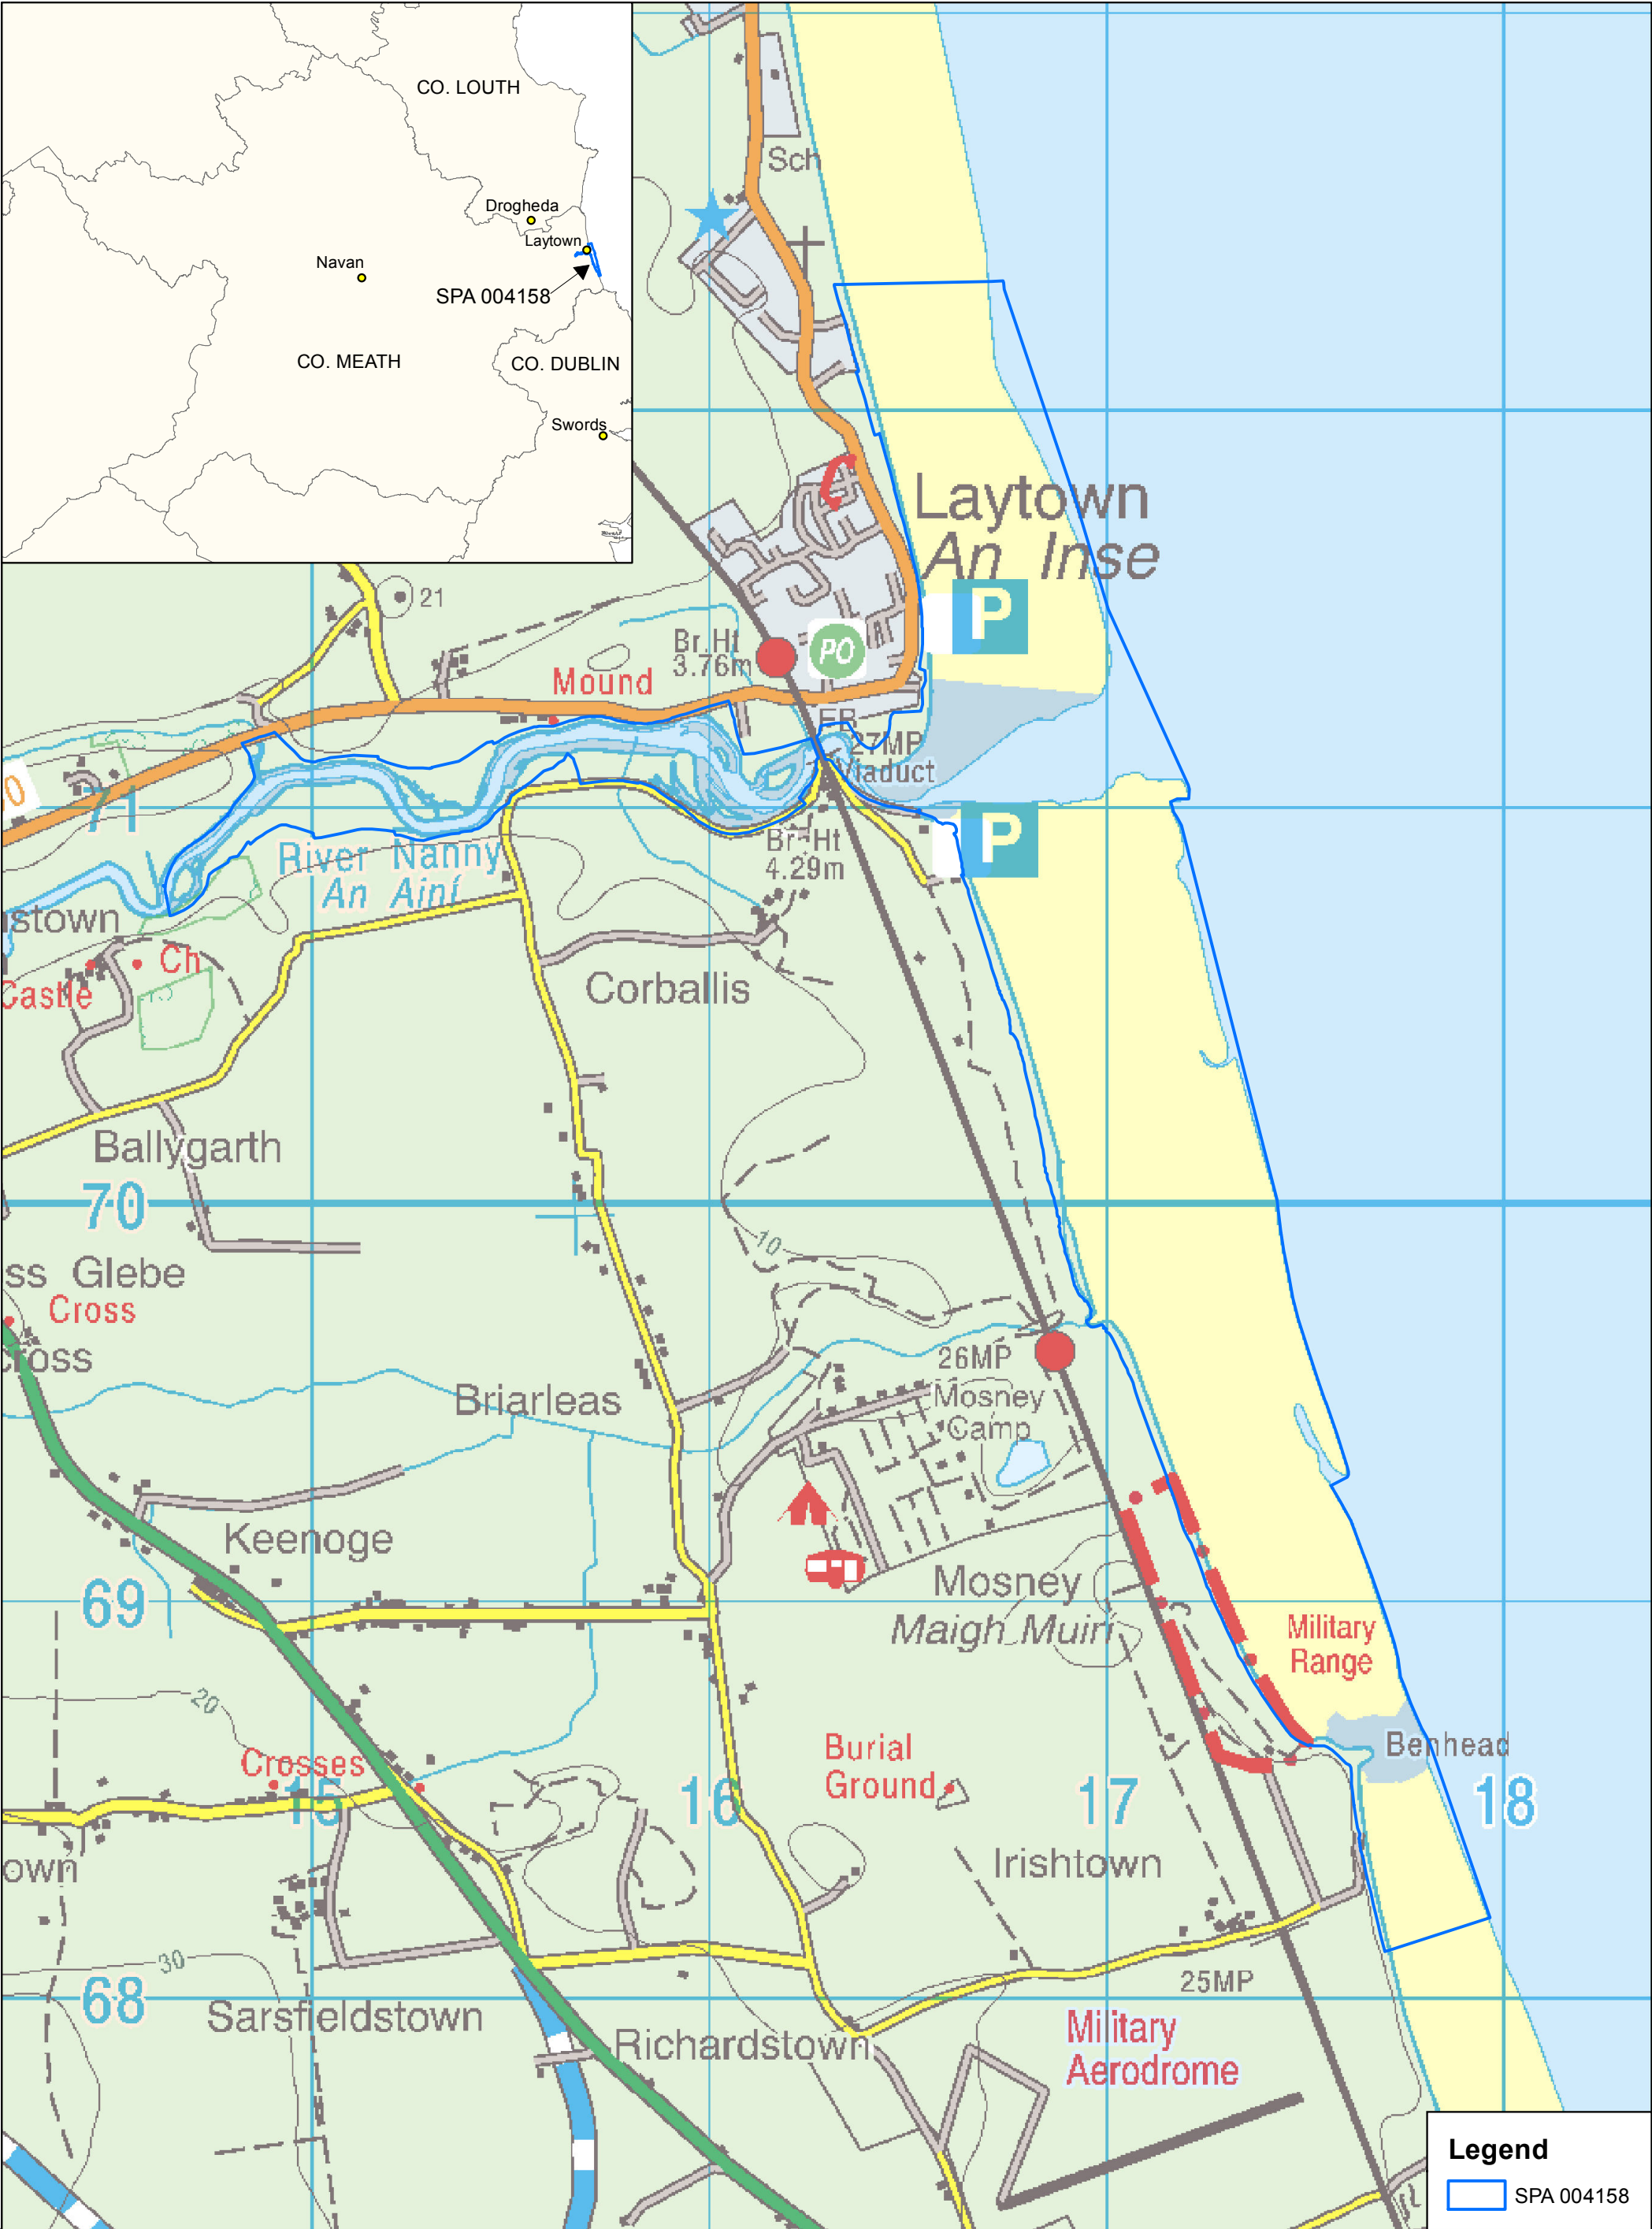 CO. LOUTH
Drogheda
Laytown
Navan
SPA 004158
CO. MEATH
CO. DUBLIN
Swords
Sch
Laytown
An Inse
P
21
Br.Ht
3.76m
PO
Mound
FB
27MP
Viaduct
71
P
Br Ht
4.29m
River Nanny
An Ainí
stown
Ch
Castle
Corballis
Ballygarth
70
10
ss Glebe
Cross
cross
26MP
Mosney
Camp
Briarleas
Keenoge
Mosney
Maigh Muirí
69
Military
Range
20
Burial
Ground
Benhead
Crosses
15
16
17
18
own
Irishtown
30
25MP
68
Sarsfieldstown
Richardstown
Military
Aerodrome
Legend
SPA 004158